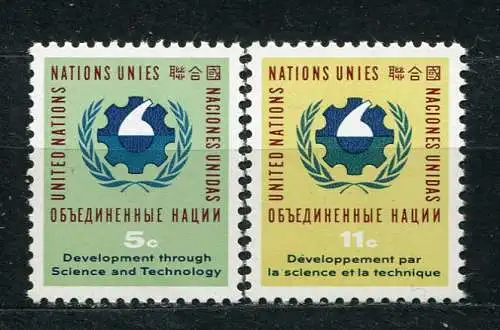 UNITED NATIONS
NATIONS UNIES 聯合國
NACIONES UNIDAS
ОБЪЕДИНЕННЫЕ НАЦИИ
5c
Development through
Science and Technology
UNITED NATIONS
NATIONS UNIES 聯合國
NACIONES UNIDAS
ОБЪЕДИНЕННЫЕ НАЦИИ
11c
Développement par
la science et la technique